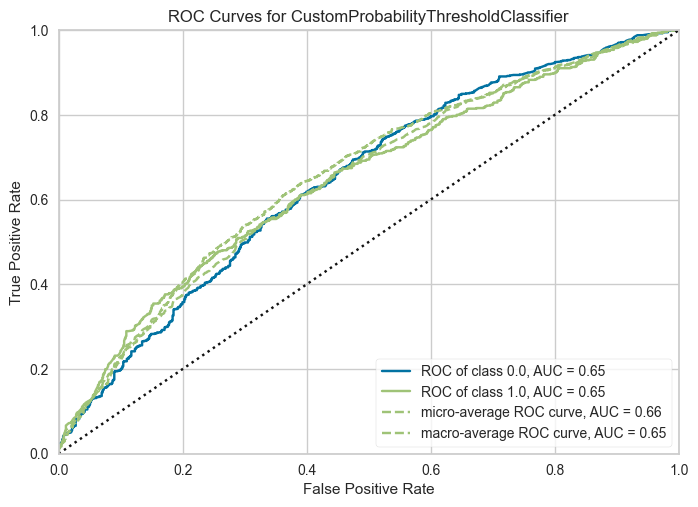 ROC Curves for CustomProbabilityThresholdClassifier
1.0
0.8
0.6
0.4
0.2
0.0
True Positive Rate
ROC of class 0.0, AUC = 0.65
ROC of class 1.0, AUC = 0.65
micro-average ROC curve, AUC = 0.66
macro-average ROC curve, AUC = 0.65
0.0 0.2 0.4 0.6 0.8 1.0
False Positive Rate